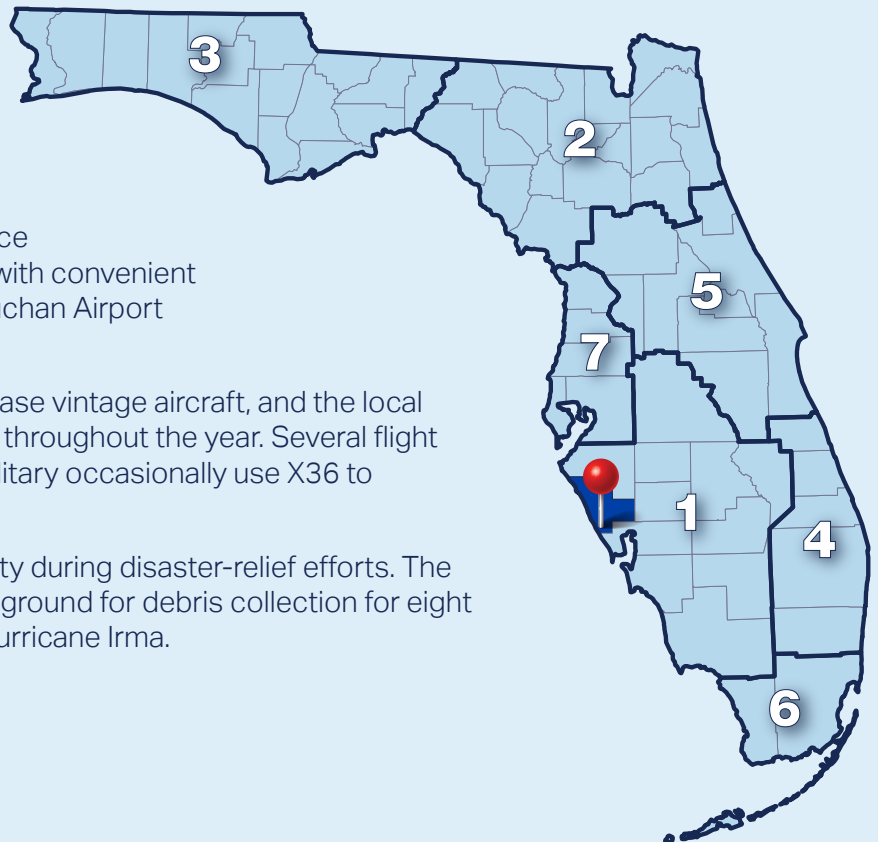 3
2
ce
with convenient
chan Airport
5
7
ase vintage aircraft, and the local
throughout the year. Several flight
litary occasionally use X36 to
1
4
ty during disaster-relief efforts. The
ground for debris collection for eight
urricane Irma.
6